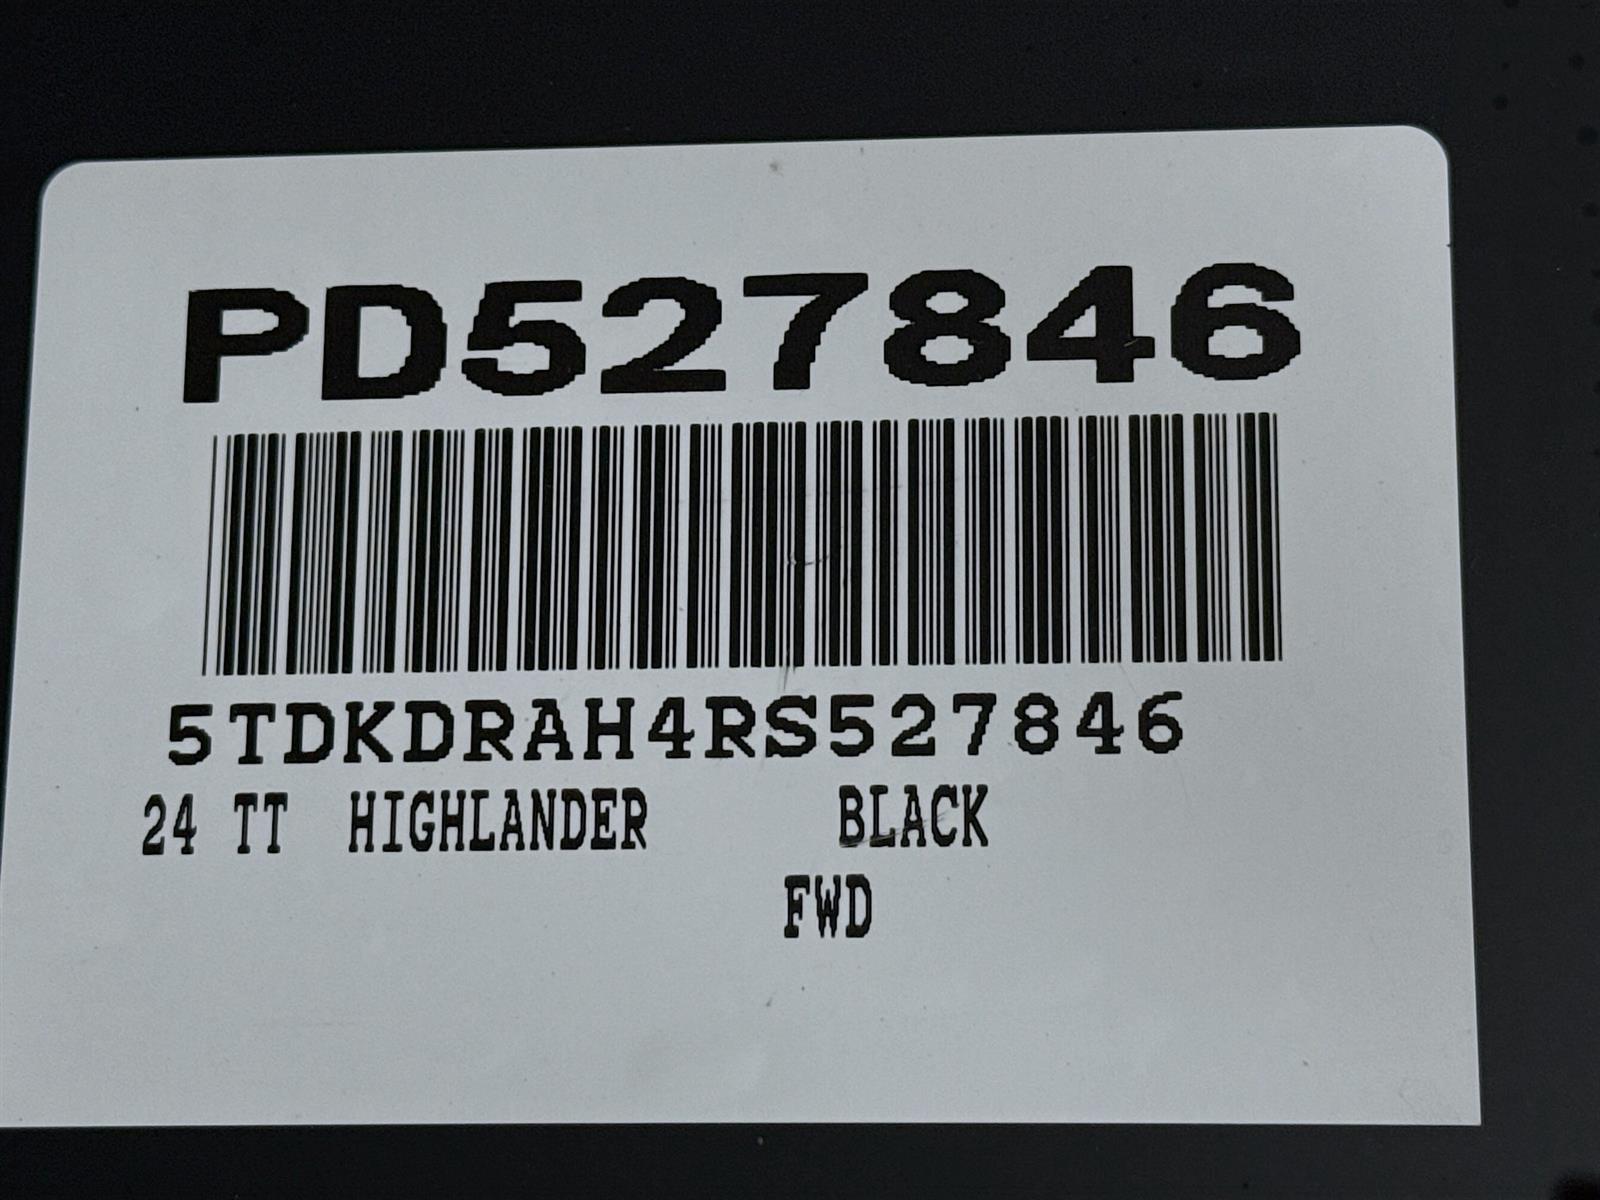 PD527846
5TDKDRAH4RS527846
24 TT HIGHLANDER BLACK
FWD